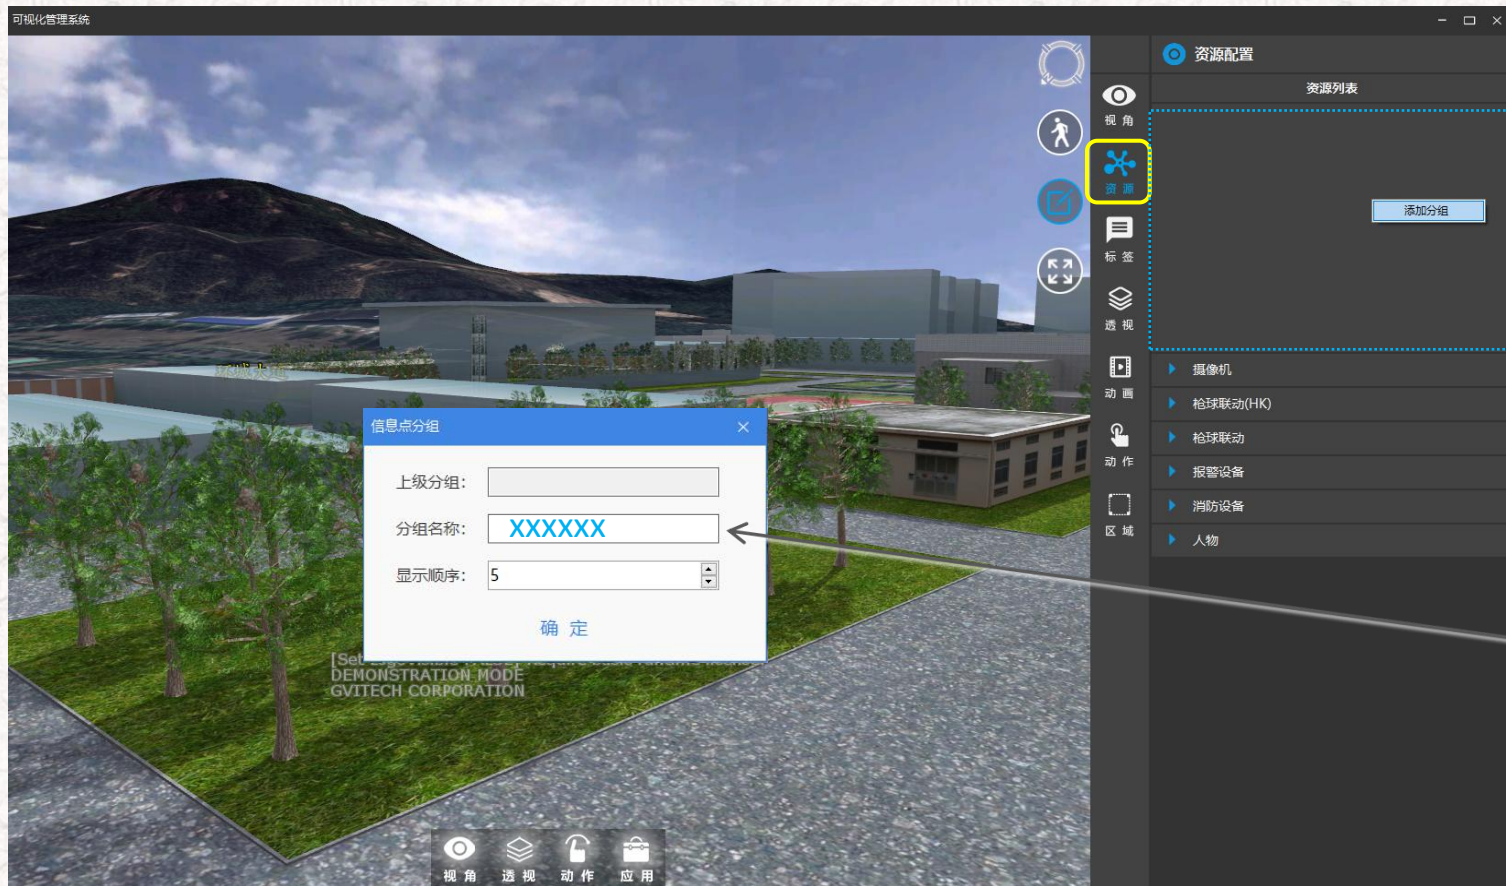 可视化管理系统
资源配置
资源列表
视角
资源
添加分组
标签
透视
动画
动作
区域
摄像机
枪球联动(HK)
枪球联动
报警设备
消防设备
人物
信息点分组
上级分组：
分组名称： XXXXXX
显示顺序： 5
确定
DEMONSTRATION MODE
GVITECH CORPORATION
视角 透视 动作 应用